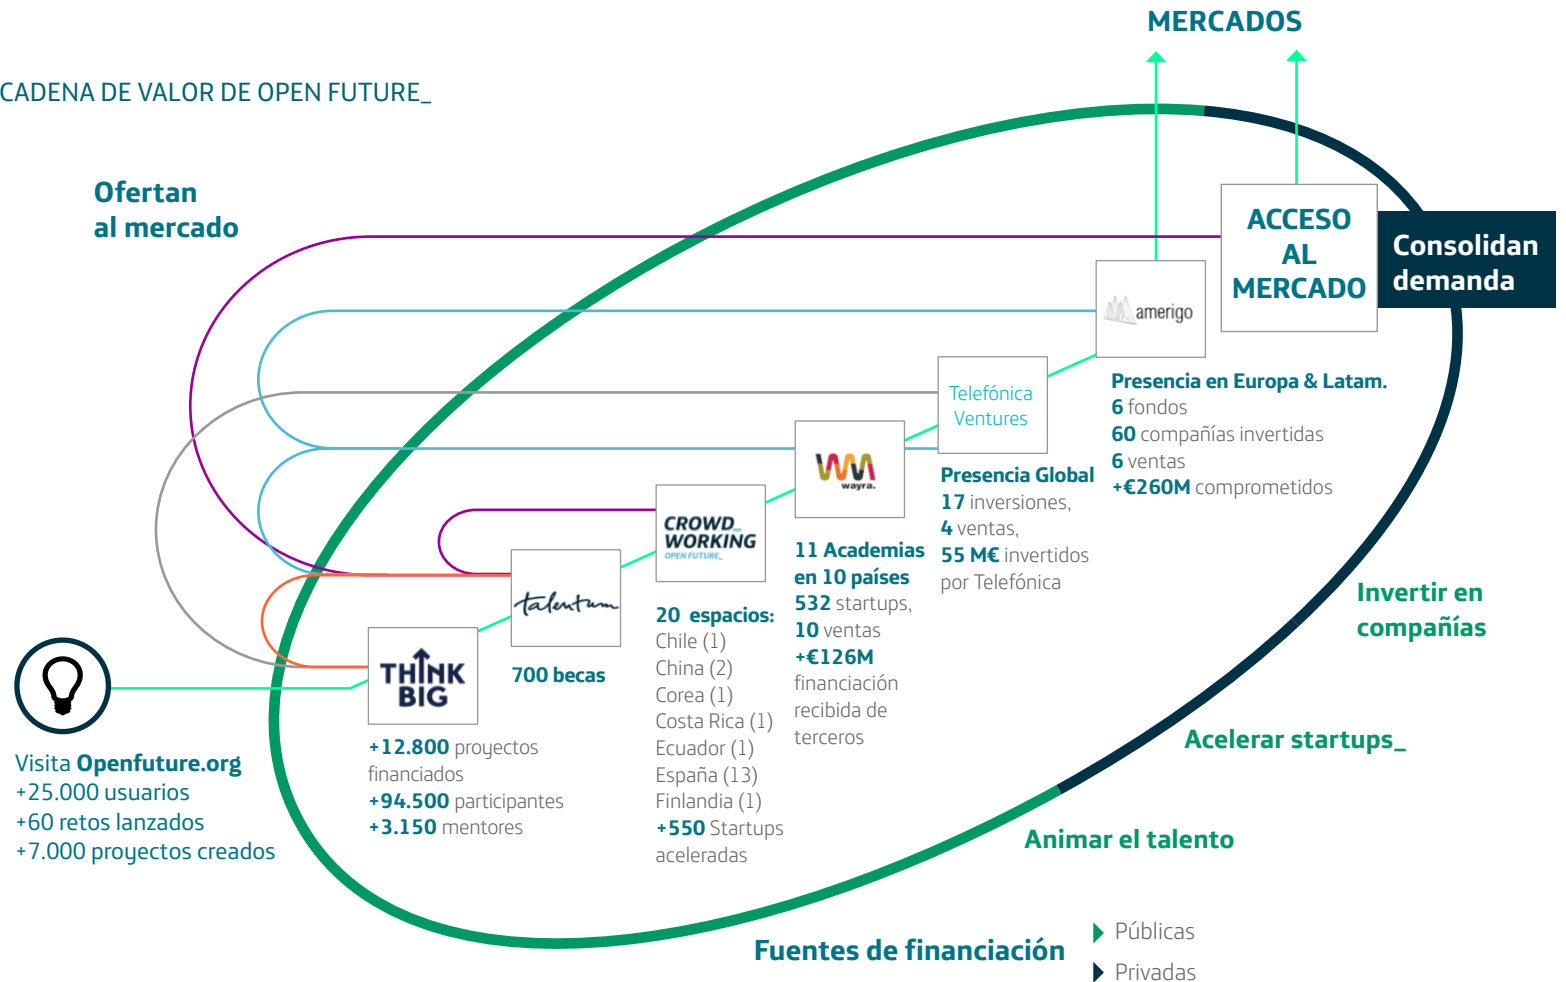 MERCADOS
CADENA DE VALOR DE OPEN FUTURE_
Ofertan
al mercado
ACCESO
AL
MERCADO
Consolidan
demanda
amerigo
Presencia en Europa & Latam.
6 fondos
60 compañías invertidas
6 ventas
+€260M comprometidos
Telefónica
Ventures
Presencia Global
17 inversiones,
4 ventas,
55 M€ invertidos
por Telefónica
wayra.
11 Academias
en 10 países
532 startups,
10 ventas
+€126M
financiación
recibida de
terceros
CROWD_
WORKING
OPEN FUTURE_
20 espacios:
Chile (1)
China (2)
Corea (1)
Costa Rica (1)
Ecuador (1)
España (13)
Finlandia (1)
+550 Startups
aceleradas
talentum
700 becas
THINK
BIG
+12.800 proyectos
financiados
+94.500 participantes
+3.150 mentores
Visita Openfuture.org
+25.000 usuarios
+60 retos lanzados
+7.000 proyectos creados
Invertir en
compañías
Acelerar startups_
Animar el talento
Fuentes de financiación
Públicas
Privadas